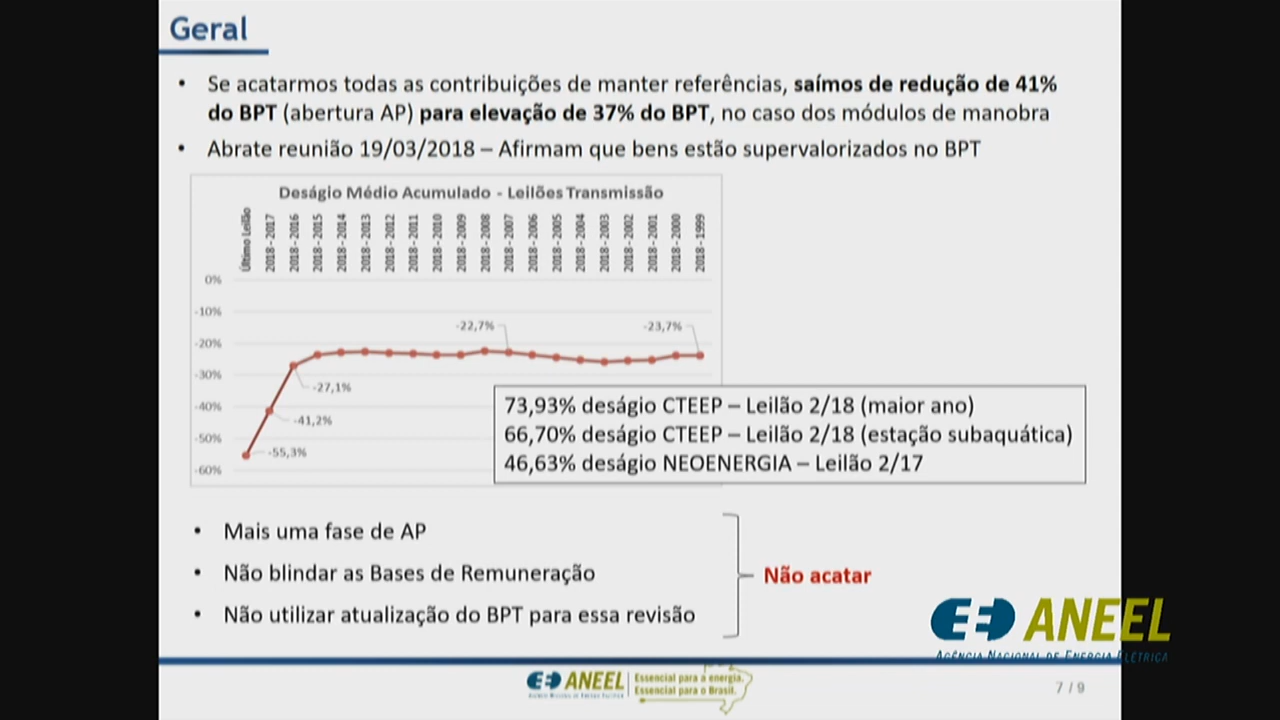 Geral
• Se acatarmos todas as contribuições de manter referências, saímos de redução de 41%
do BPT (abertura AP) para elevação de 37% do BPT, no caso dos módulos de manobra
• Abrate reunião 19/03/2018 – Afirmam que bens estão supervalorizados no BPT
Deságio Médio Acumulado - Leilões Transmissão
Último Leilão
2018-2017
2018-2016
2018-2015
2018-2014
2018-2013
2018-2012
2018-2011
2018-2010
2018-2009
2018-2008
2018-2007
2018-2006
2018-2005
2018-2004
2018-2003
2018-2002
2018-2001
2018-2000
2018-1999
0%
-10%
-20%
-30%
-40%
-50%
-60%
-22,7%
-23,7%
-27,1%
-41,2%
-55,3%
73,93% deságio CTEEP – Leilão 2/18 (maior ano)
66,70% deságio CTEEP – Leilão 2/18 (estação subaquática)
46,63% deságio NEOENERGIA – Leilão 2/17
• Mais uma fase de AP
• Não blindar as Bases de Remuneração
• Não utilizar atualização do BPT para essa revisão
Não acatar
ANEEL
Agência Nacional de Energia Elétrica
ANEEL
Agência Nacional de Energia Elétrica
Essencial para a energia.
Essencial para o Brasil.
7 / 9